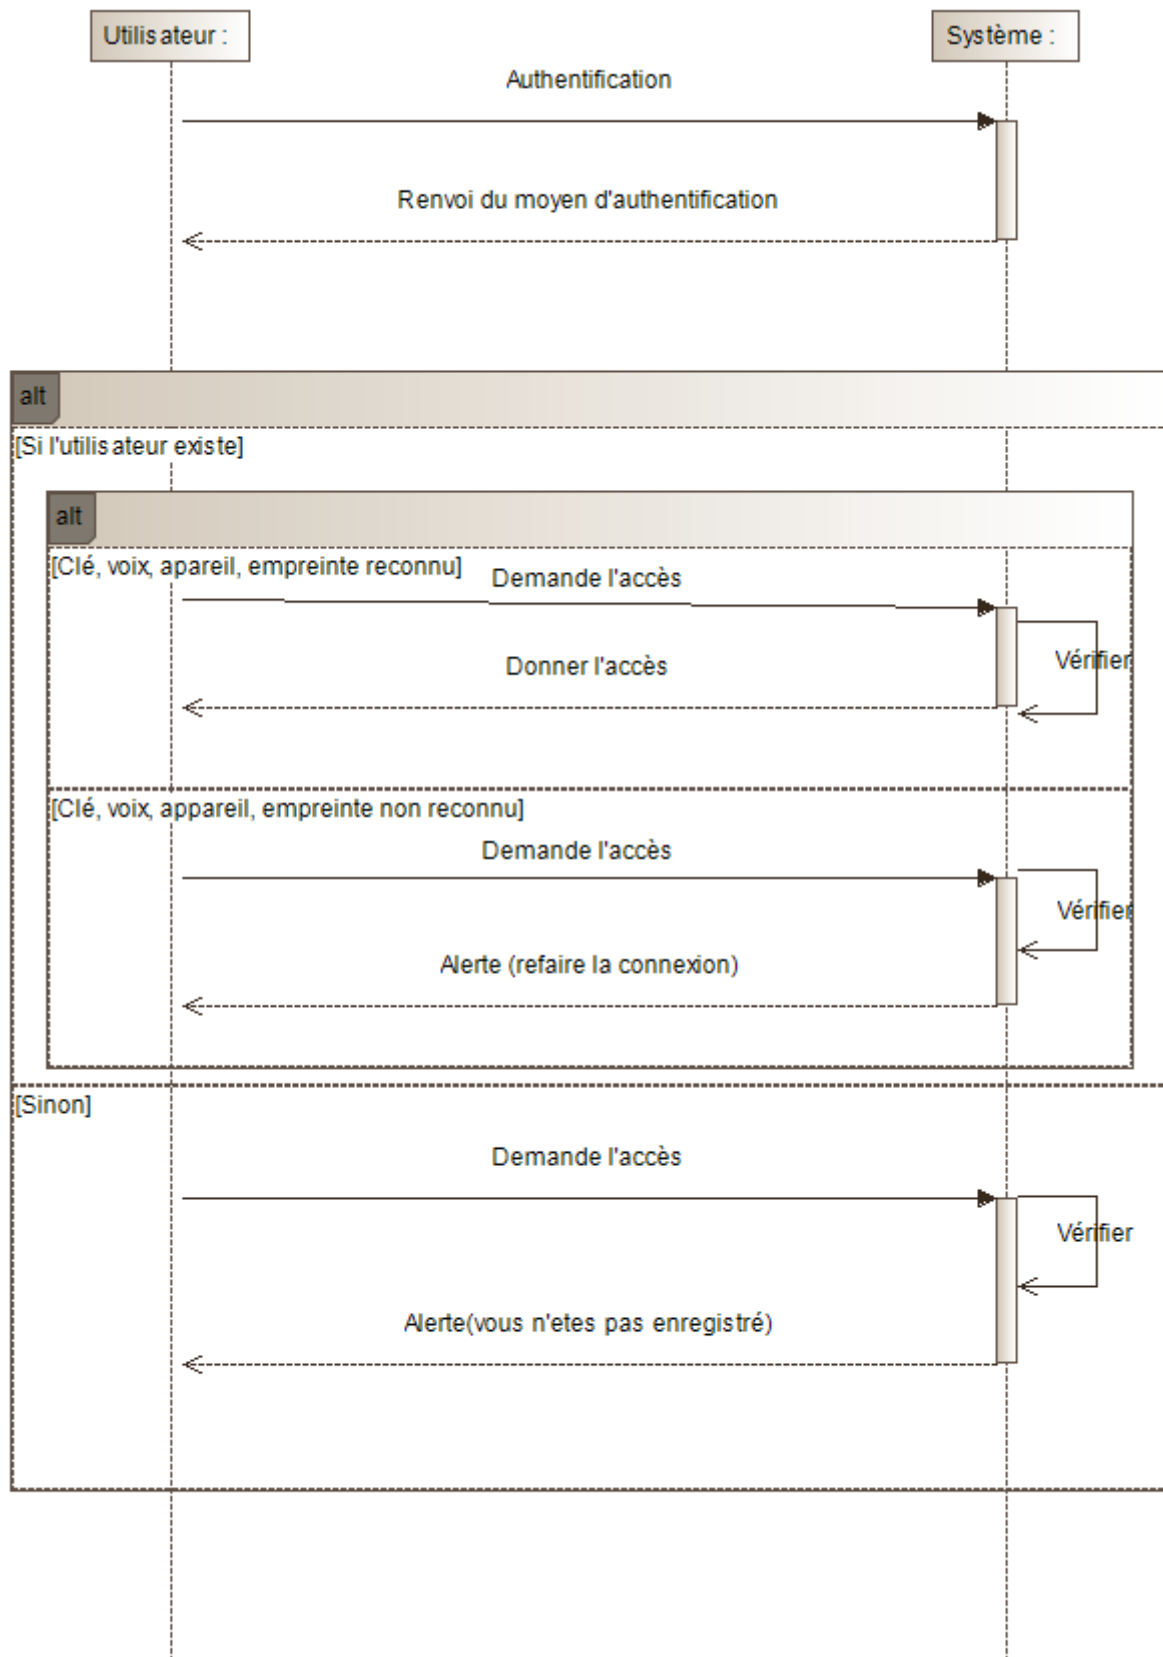 Utilisateur :
Système :
Authentification
Renvoi du moyen d'authentification
alt
[Si l'utilisateur existe]
alt
[Clé, voix, apareil, empreinte reconnu]
Demande l'accès
Vérifier
Donner l'accès
[Clé, voix, appareil, empreinte non reconnu]
Demande l'accès
Vérifier
Alerte (refaire la connexion)
[Sinon]
Demande l'accès
Vérifier
Alerte(vous n'etes pas enregistré)